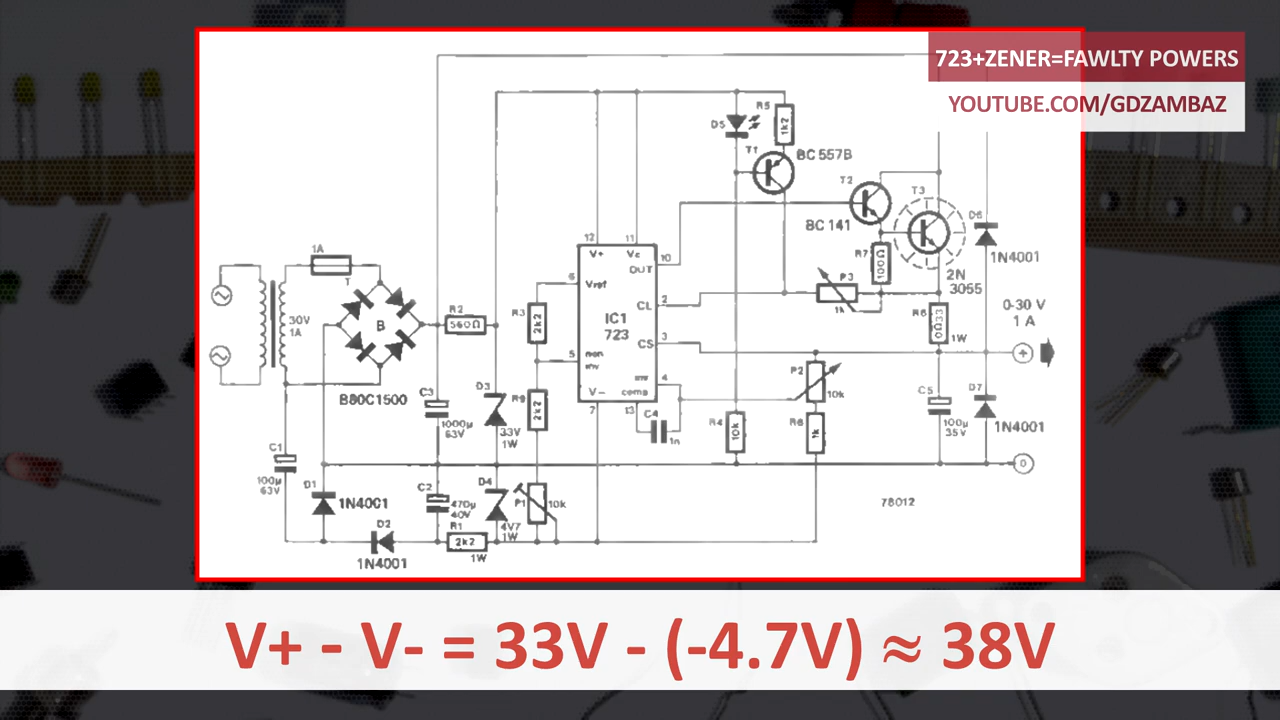 723+ZENER=FAWLTY POWERS
YOUTUBE.COM/GDZAMBAZ
R5
D5
1k2
T1
BC 557B
T2
T3
BC 141
D6
12
11
V+
Vc
10
OUT
R7
100Ω
1N4001
1A
T
6
Vref
2N
3055
P3
1k
CL
2
0-30 V
1 A
30V
1A
B
R2
560Ω
R3
2k2
IC1
723
R6
0Ω33
1W
CS
3
+
5
non
inv
inv
4
P2
10k
V-
comp
B80C1500
C3
1000µ
63V
D3
33V
1W
R9
2k2
7
13
C4
1n
R4
10k
R8
1k
C5
100µ
35V
D7
1N4001
C1
100µ
63V
0
D1
1N4001
C2
470µ
40V
D4
4V7
1W
P1
10k
78012
D2
1N4001
R1
2k2
1W
V+ - V- = 33V - (-4.7V) ≈ 38V